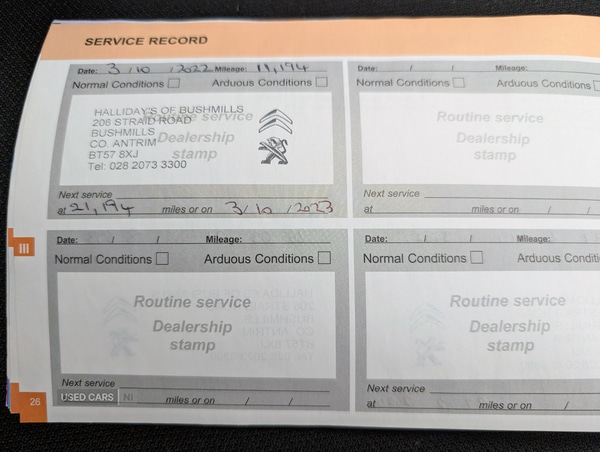 SERVICE RECORD
Date: 3 / 10 / 2022 Mileage: 11,194
Normal Conditions Arduous Conditions
Routine service
Dealership
stamp
HALLIDAY'S OF BUSHMILLS
206 STRAID ROAD
BUSHMILLS
CO. ANTRIM
BT57 8XJ
Tel: 028 2073 3300
Next service
at 21,194 miles or on 3 / 10 / 2023
Date: / / Mileage:
Normal Conditions Arduous Conditions
Routine service
Dealership
stamp
Next service
at miles or on / /
III
Date: / / Mileage:
Normal Conditions Arduous Conditions
Routine service
Dealership
stamp
Next service
miles or on / /
Date: / / Mileage:
Normal Conditions Arduous Conditi
Routine service
Dealership
stamp
Next service
at miles or on /
26
USED CARS NI